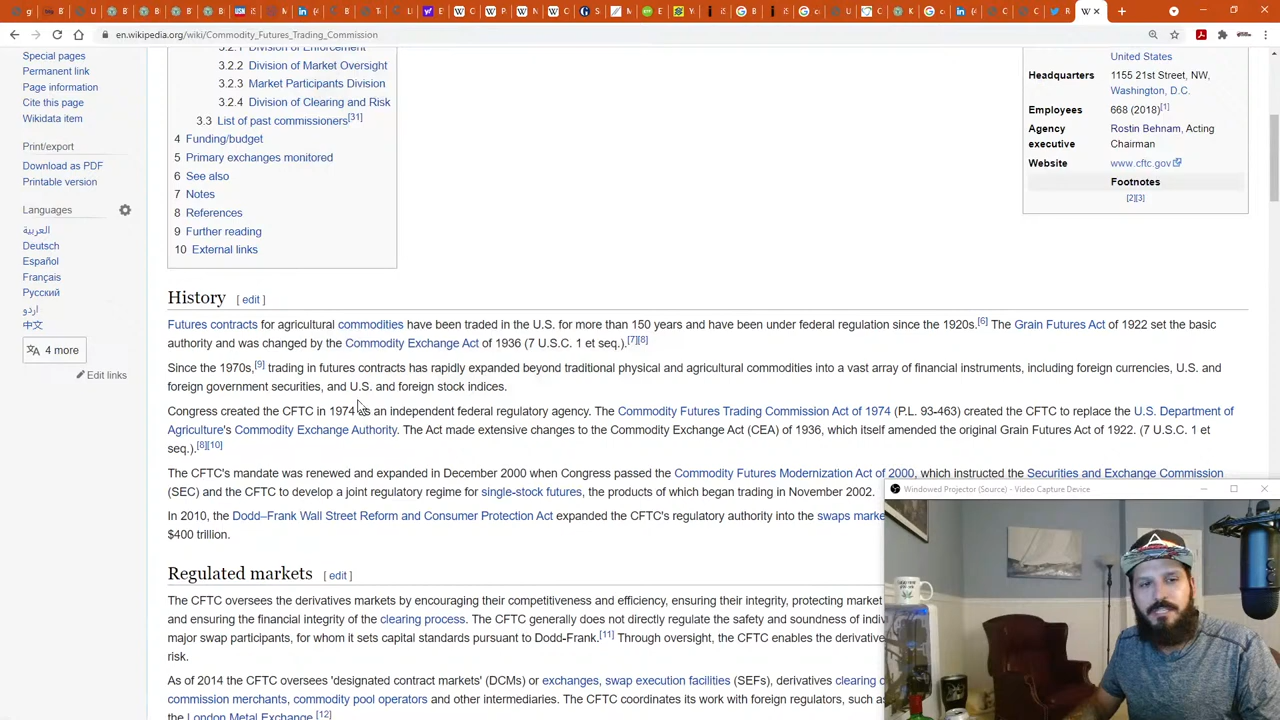 en.wikipedia.org/wiki/Commodity_Futures_Trading_Commission
Special pages
Permanent link
Page information
Cite this page
Wikidata item
Print/export
Download as PDF
Printable version
Languages
العربية
Deutsch
Español
Français
Русский
اردو
中文
4 more
Edit links
3.2.1 Division of Enforcement
3.2.2 Division of Market Oversight
3.2.3 Market Participants Division
3.2.4 Division of Clearing and Risk
3.3 List of past commissioners[31]
4 Funding/budget
5 Primary exchanges monitored
6 See also
7 Notes
8 References
9 Further reading
10 External links
United States
Headquarters 1155 21st Street, NW,
Washington, D.C.
Employees 668 (2018)[1]
Agency executive Rostin Behnam, Acting
Chairman
Website www.cftc.gov
Footnotes
[2][3]
History [ edit ]
Futures contracts for agricultural commodities have been traded in the U.S. for more than 150 years and have been under federal regulation since the 1920s.[6] The Grain Futures Act of 1922 set the basic
authority and was changed by the Commodity Exchange Act of 1936 (7 U.S.C. 1 et seq.).[7][8]
Since the 1970s,[9] trading in futures contracts has rapidly expanded beyond traditional physical and agricultural commodities into a vast array of financial instruments, including foreign currencies, U.S. and
foreign government securities, and U.S. and foreign stock indices.
Congress created the CFTC in 1974 as an independent federal regulatory agency. The Commodity Futures Trading Commission Act of 1974 (P.L. 93-463) created the CFTC to replace the U.S. Department of
Agriculture's Commodity Exchange Authority. The Act made extensive changes to the Commodity Exchange Act (CEA) of 1936, which itself amended the original Grain Futures Act of 1922. (7 U.S.C. 1 et
seq.).[8][10]
The CFTC's mandate was renewed and expanded in December 2000 when Congress passed the Commodity Futures Modernization Act of 2000, which instructed the Securities and Exchange Commission
(SEC) and the CFTC to develop a joint regulatory regime for single-stock futures, the products of which began trading in November 2002.
In 2010, the Dodd–Frank Wall Street Reform and Consumer Protection Act expanded the CFTC's regulatory authority into the swaps marke
$400 trillion.
Regulated markets [ edit ]
The CFTC oversees the derivatives markets by encouraging their competitiveness and efficiency, ensuring their integrity, protecting market
and ensuring the financial integrity of the clearing process. The CFTC generally does not directly regulate the safety and soundness of indiv
major swap participants, for whom it sets capital standards pursuant to Dodd-Frank.[11] Through oversight, the CFTC enables the derivative
risk.
As of 2014 the CFTC oversees 'designated contract markets' (DCMs) or exchanges, swap execution facilities (SEFs), derivatives clearing o
commission merchants, commodity pool operators and other intermediaries. The CFTC coordinates its work with foreign regulators, such as
the London Metal Exchange.[12]
Windowed Projector (Source) - Video Capture Device